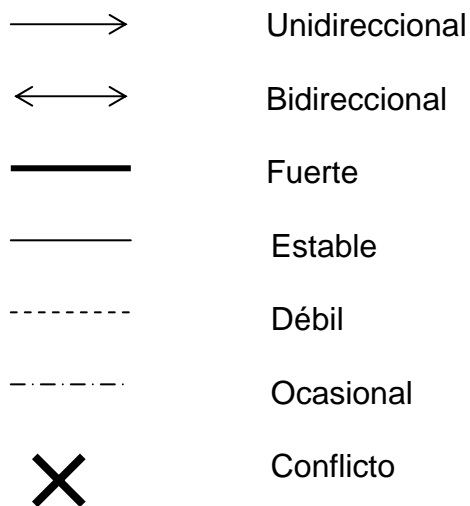 Unidireccional
Bidireccional
Fuerte
Estable
Débil
Ocasional
Conflicto